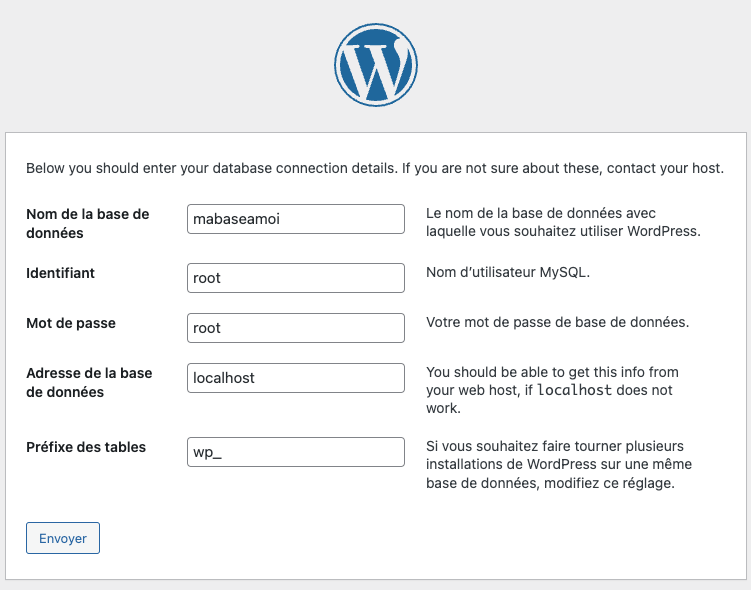 W
Below you should enter your database connection details. If you are not sure about these, contact your host.
Nom de la base de
données
mabaseamoi
Le nom de la base de données avec
laquelle vous souhaitez utiliser WordPress.
Identifiant
root
Nom d’utilisateur MySQL.
Mot de passe
root
Votre mot de passe de base de données.
Adresse de la base
de données
localhost
You should be able to get this info from
your web host, if localhost does not
work.
Préfixe des tables
wp_
Si vous souhaitez faire tourner plusieurs
installations de WordPress sur une même
base de données, modifiez ce réglage.
Envoyer